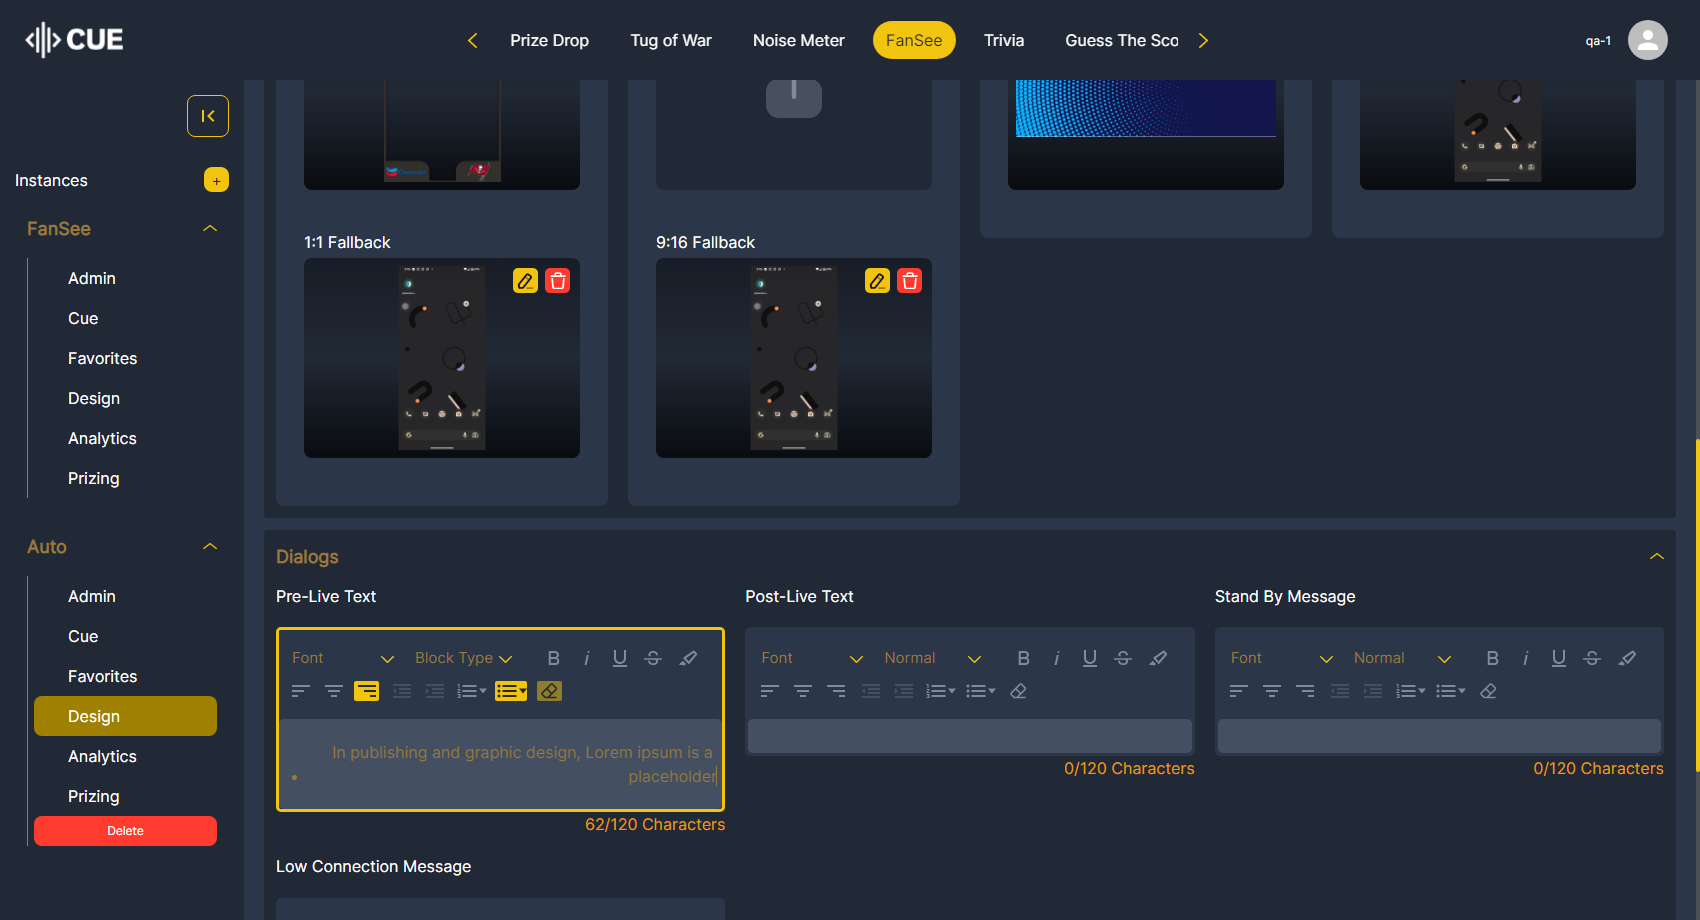 CUE
Prize Drop
Tug of War
Noise Meter
FanSee
Trivia
Guess The Sco
qa-1
Instances
+
FanSee
Admin
Cue
Favorites
Design
Analytics
Prizing
Auto
Admin
Cue
Favorites
Design
Analytics
Prizing
Delete
1:1 Fallback
9:16 Fallback
Dialogs
Pre-Live Text
Font
Block Type
B i U S
In publishing and graphic design, Lorem ipsum is a
placeholder
62/120 Characters
Post-Live Text
Font
Normal
B i U S
0/120 Characters
Stand By Message
Font
Normal
B i U S
0/120 Characters
Low Connection Message